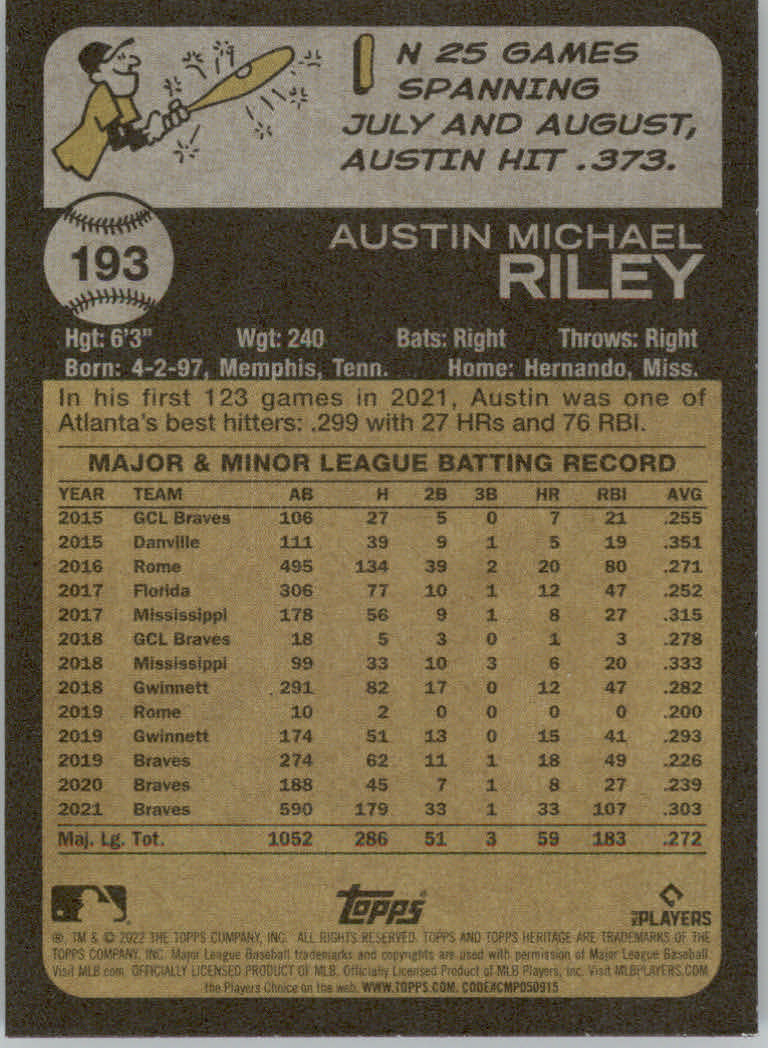 IN 25 GAMES
SPANNING
JULY AND AUGUST,
AUSTIN HIT .373.
193
AUSTIN MICHAEL
RILEY
Hgt: 6'3" Wgt: 240 Bats: Right Throws: Right
Born: 4-2-97, Memphis, Tenn. Home: Hernando, Miss.
In his first 123 games in 2021, Austin was one of
Atlanta's best hitters: .299 with 27 HRs and 76 RBI.
MAJOR & MINOR LEAGUE BATTING RECORD
YEAR TEAM AB H 2B 3B HR RBI AVG
2015 GCL Braves 106 27 5 0 7 21 .255
2015 Danville 111 39 9 1 5 19 .351
2016 Rome 495 134 39 2 20 80 .271
2017 Florida 306 77 10 1 12 47 .252
2017 Mississippi 178 56 9 1 8 27 .315
2018 GCL Braves 18 5 3 0 1 3 .278
2018 Mississippi 99 33 10 3 6 20 .333
2018 Gwinnett 291 82 17 0 12 47 .282
2019 Rome 10 2 0 0 0 0 .200
2019 Gwinnett 174 51 13 0 15 41 .293
2019 Braves 274 62 11 1 18 49 .226
2020 Braves 188 45 7 1 8 27 .239
2021 Braves 590 179 33 1 33 107 .303
Maj. Lg. Tot. 1052 286 51 3 59 183 .272
Topps®
MLB PLAYERS
®, TM & © 2022 THE TOPPS COMPANY, INC. ALL RIGHTS RESERVED. TOPPS AND TOPPS HERITAGE ARE TRADEMARKS OF THE
TOPPS COMPANY, INC. Major League Baseball trademarks and copyrights are used with permission of Major League Baseball.
Visit MLB.com. OFFICIALLY LICENSED PRODUCT OF MLB. Officially Licensed Product of MLB Players, Inc. Visit MLBPLAYERS.COM
the Players Choice on the web. WWW.TOPPS.COM. CODE#CMP050915